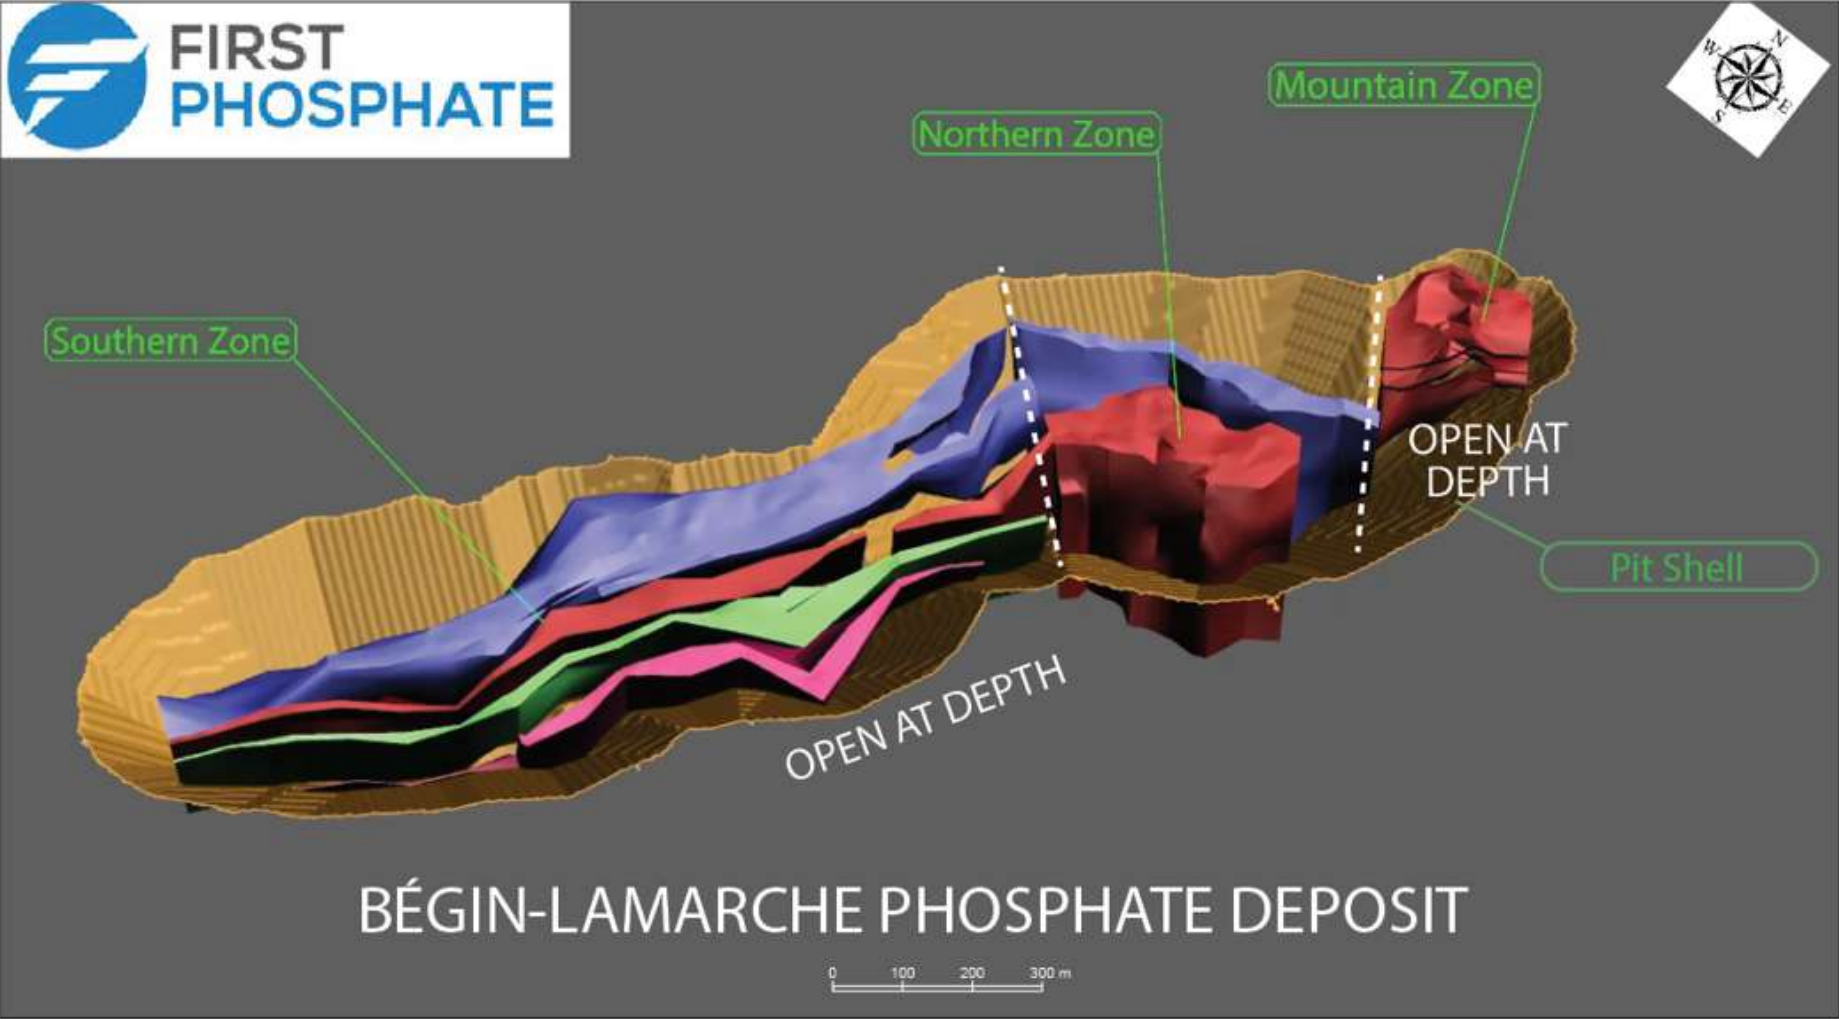 FIRST
PHOSPHATE
N
W
E
S
Mountain Zone
Northern Zone
Southern Zone
OPEN AT
DEPTH
Pit Shell
OPEN AT DEPTH
BÉGIN-LAMARCHE PHOSPHATE DEPOSIT
0 100 200 300 m